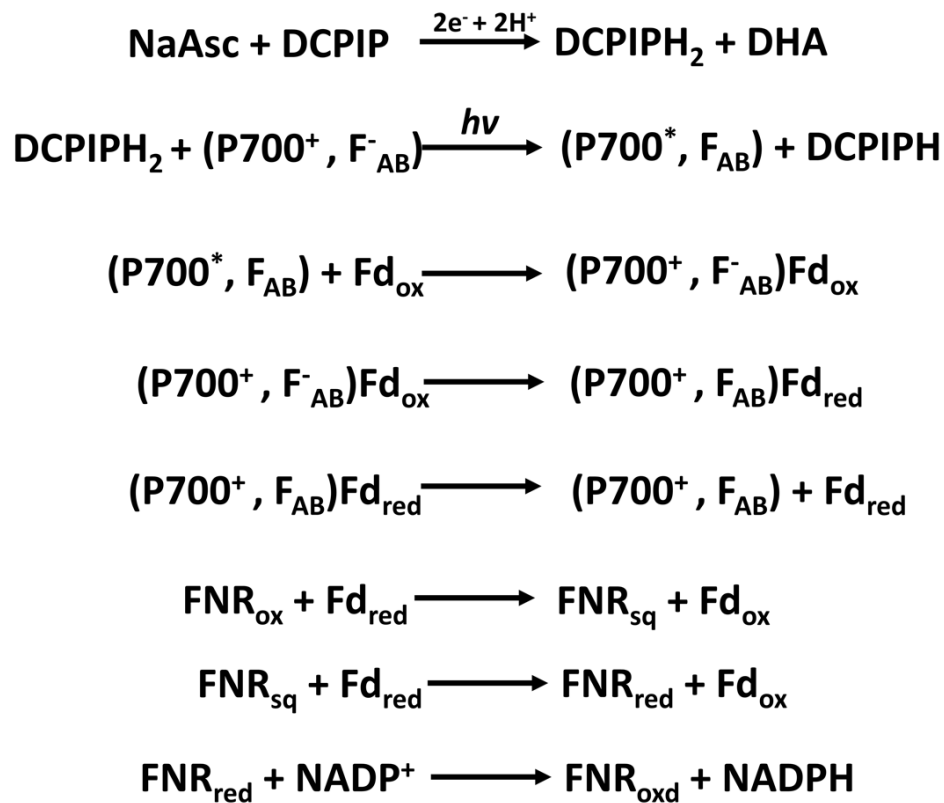 NaAsc + DCPIP 2e⁻ + 2H⁺ ⟶ DCPIPH₂ + DHA
DCPIPH₂ + (P700⁺, F⁻AB) hν ⟶ (P700*, FAB) + DCPIPH
(P700*, FAB) + Fdox ⟶ (P700⁺, F⁻AB)Fdox
(P700⁺, F⁻AB)Fdox ⟶ (P700⁺, FAB)Fdred
(P700⁺, FAB)Fdred ⟶ (P700⁺, FAB) + Fdred
FNRox + Fdred ⟶ FNRsq + Fdox
FNRsq + Fdred ⟶ FNRred + Fdox
FNRred + NADP⁺ ⟶ FNRoxd + NADPH